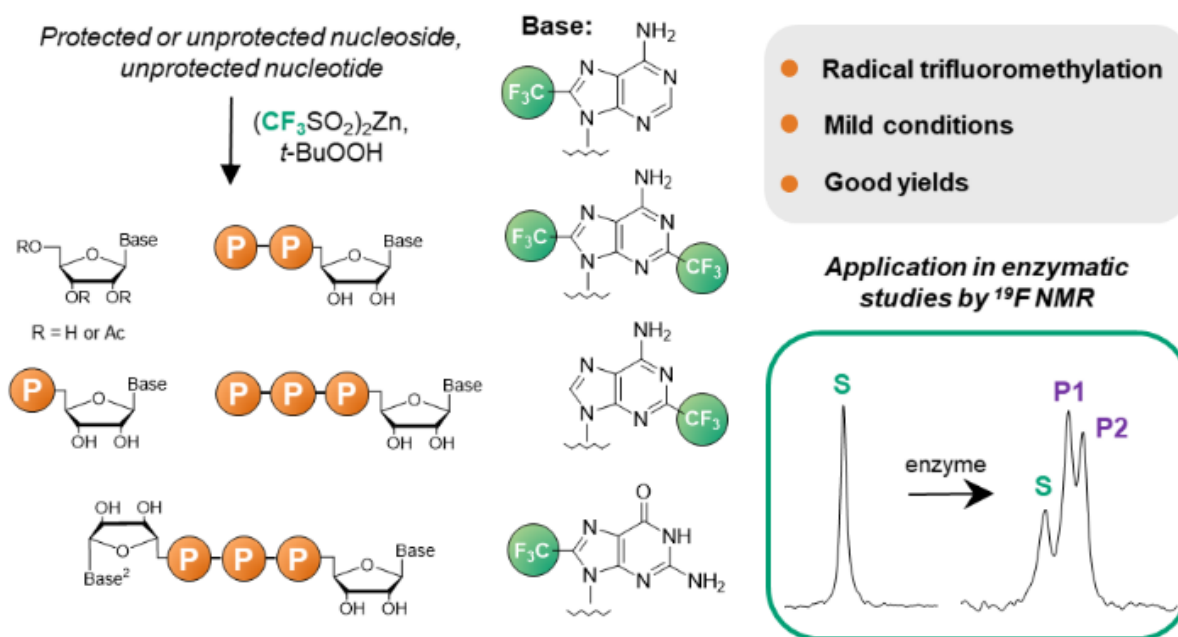 Protected or unprotected nucleoside,
unprotected nucleotide
(CF₃SO₂)₂Zn,
t-BuOOH
RO
O
Base
OR
OR
R = H or Ac
P
P
O
Base
OH
OH
P
O
Base
OH
OH
P
P
P
O
Base
OH
OH
OH
OH
O
Base²
P
P
P
O
Base
OH
OH
Base:
NH₂
F₃C
N
N
N
N
NH₂
F₃C
N
N
N
N
CF₃
NH₂
N
N
N
N
CF₃
O
F₃C
N
NH
N
N
NH₂
Radical trifluoromethylation
Mild conditions
Good yields
Application in enzymatic
studies by ¹⁹F NMR
S
enzyme
S
P1
P2